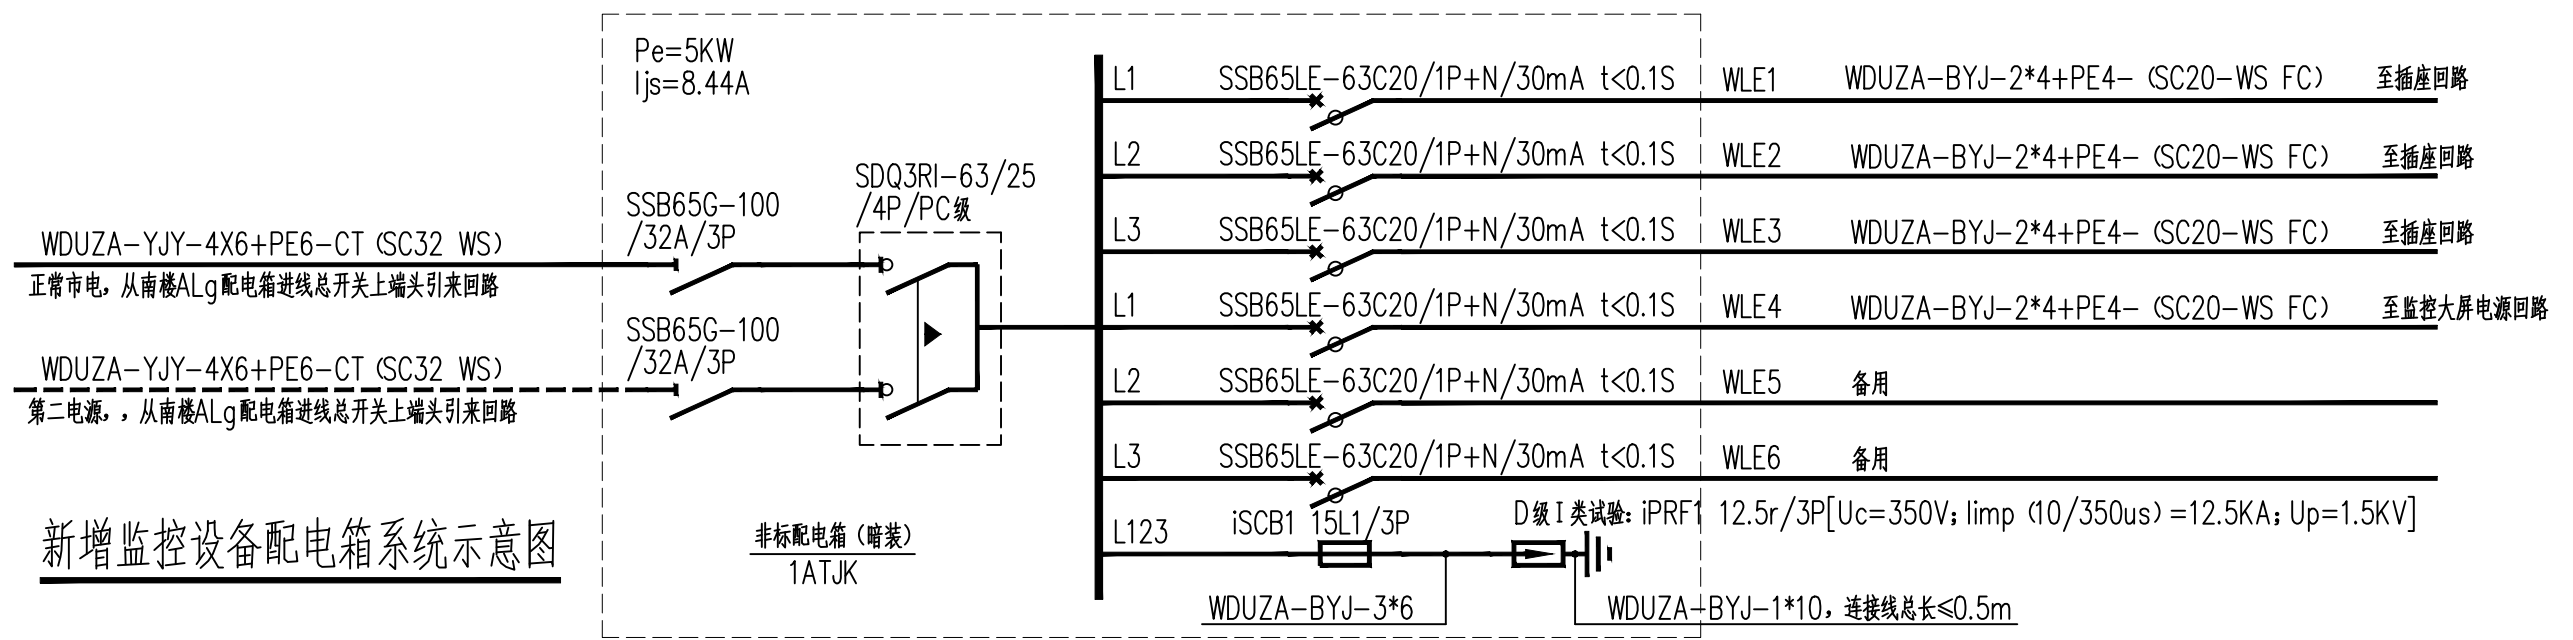 Pe=5KW
Ijs=8.44A
WDUZA-YJY-4X6+PE6-CT (SC32 WS)
正常市电，从南楼ALg配电箱进线总开关上端头引来回路
SSB65G-100
/32A/3P
WDUZA-YJY-4X6+PE6-CT (SC32 WS)
第二电源，，从南楼ALg配电箱进线总开关上端头引来回路
SSB65G-100
/32A/3P
SDQ3RI-63/25
/4P/PC级
L1 SSB65LE-63C20/1P+N/30mA t<0.1S WLE1 WDUZA-BYJ-2*4+PE4- (SC20-WS FC) 至插座回路
L2 SSB65LE-63C20/1P+N/30mA t<0.1S WLE2 WDUZA-BYJ-2*4+PE4- (SC20-WS FC) 至插座回路
L3 SSB65LE-63C20/1P+N/30mA t<0.1S WLE3 WDUZA-BYJ-2*4+PE4- (SC20-WS FC) 至插座回路
L1 SSB65LE-63C20/1P+N/30mA t<0.1S WLE4 WDUZA-BYJ-2*4+PE4- (SC20-WS FC) 至监控大屏电源回路
L2 SSB65LE-63C20/1P+N/30mA t<0.1S WLE5 备用
L3 SSB65LE-63C20/1P+N/30mA t<0.1S WLE6 备用
L123 iSCB1 15L1/3P D级I类试验：iPRF1 12.5r/3P[Uc=350V；Iimp (10/350us)=12.5KA；Up=1.5KV]
WDUZA-BYJ-3*6
WDUZA-BYJ-1*10，连接线总长≤0.5m
非标配电箱（暗装）
1ATJK
新增监控设备配电箱系统示意图